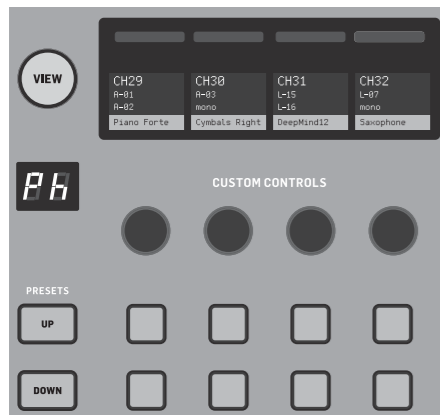 VIEW
CH29 CH30 CH31 CH32
A-01 A-03 L-15 L-07
A-02 mono L-16 mono
Piano Forte Cymbals Right DeepMind12 Saxophone
Ph
CUSTOM CONTROLS
PRESETS
UP
DOWN